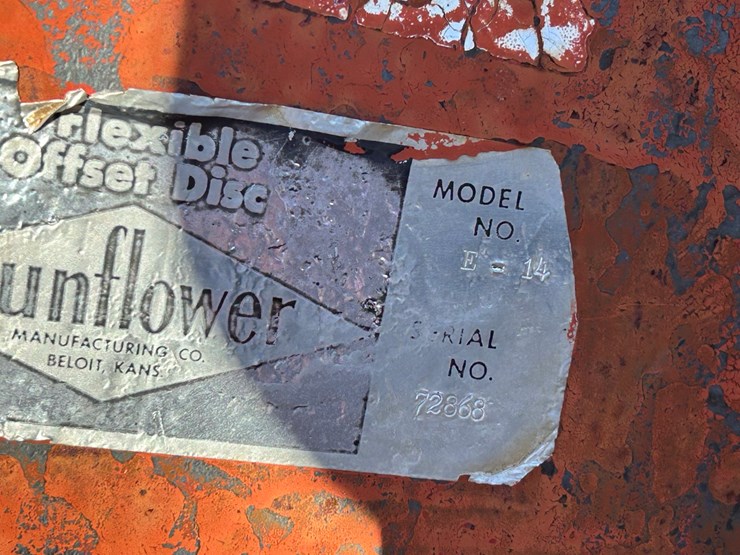 Flexible
Offset Disc
unflower
MANUFACTURING CO.
BELOIT, KANS
MODEL
NO.
E - 14
S RIAL
NO.
72868